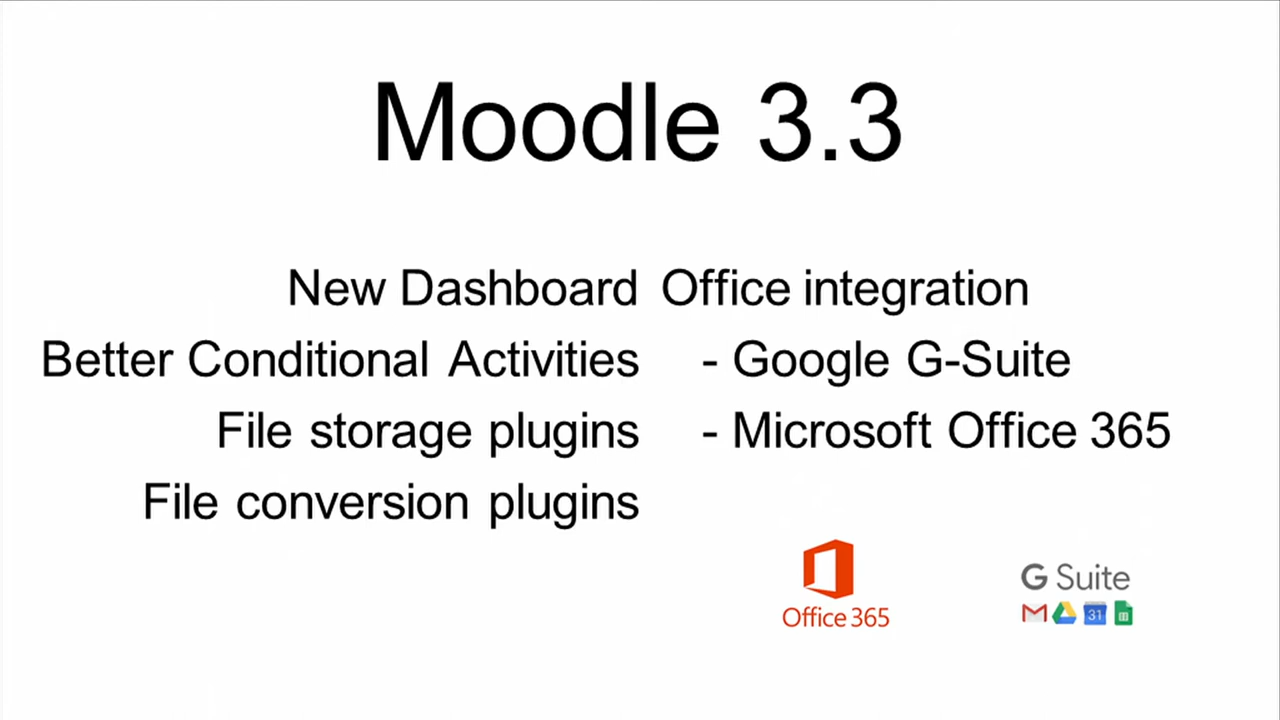 Moodle 3.3
New Dashboard
Better Conditional Activities
File storage plugins
File conversion plugins
Office integration
- Google G-Suite
- Microsoft Office 365
Office 365
G Suite
31